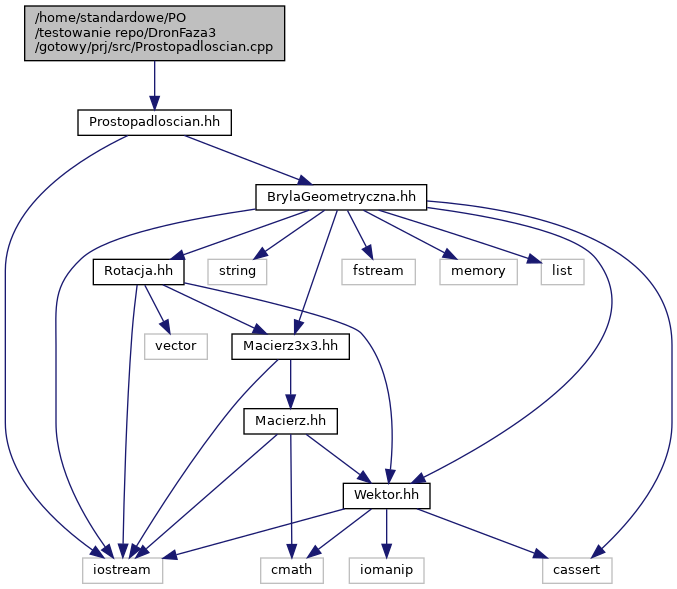 /home/standardowe/PO
/testowanie repo/DronFaza3
/gotowy/prj/src/Prostopadloscian.cpp
Prostopadloscian.hh
BrylaGeometryczna.hh
Rotacja.hh
string
fstream
memory
list
vector
Macierz3x3.hh
Macierz.hh
Wektor.hh
iostream
cmath
iomanip
cassert